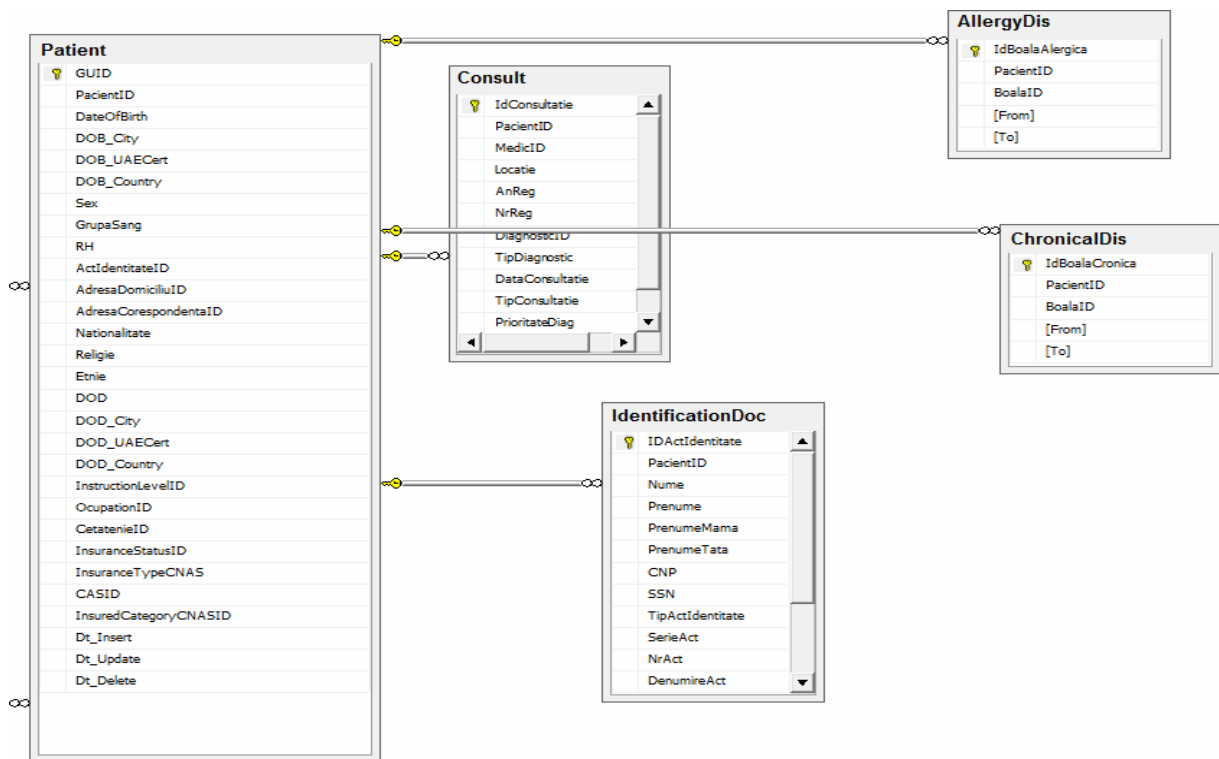 Patient
GUID
PacientID
DateOfBirth
DOB_City
DOB_UAECert
DOB_Country
Sex
GrupaSang
RH
ActIdentitateID
AdresaDomiciliuID
AdresaCorespondentaID
Nationalitate
Religie
Etnie
DOD
DOD_City
DOD_UAECert
DOD_Country
InstructionLevelID
OcupationID
CetatenieID
InsuranceStatusID
InsuranceTypeCNAS
CASID
InsuredCategoryCNASID
Dt_Insert
Dt_Update
Dt_Delete
Consult
IdConsultatie
PacientID
MedicID
Locatie
AnReg
NrReg
DiagnosticID
TipDiagnostic
DataConsultatie
TipConsultatie
PrioritateDiag
AllergyDis
IdBoalaAlergica
PacientID
BoalaID
[From]
[To]
ChronicalDis
IdBoalaCronica
PacientID
BoalaID
[From]
[To]
IdentificationDoc
IDActIdentitate
PacientID
Nume
Prenume
PrenumeMama
PrenumeTata
CNP
SSN
TipActIdentitate
SerieAct
NrAct
DenumireAct